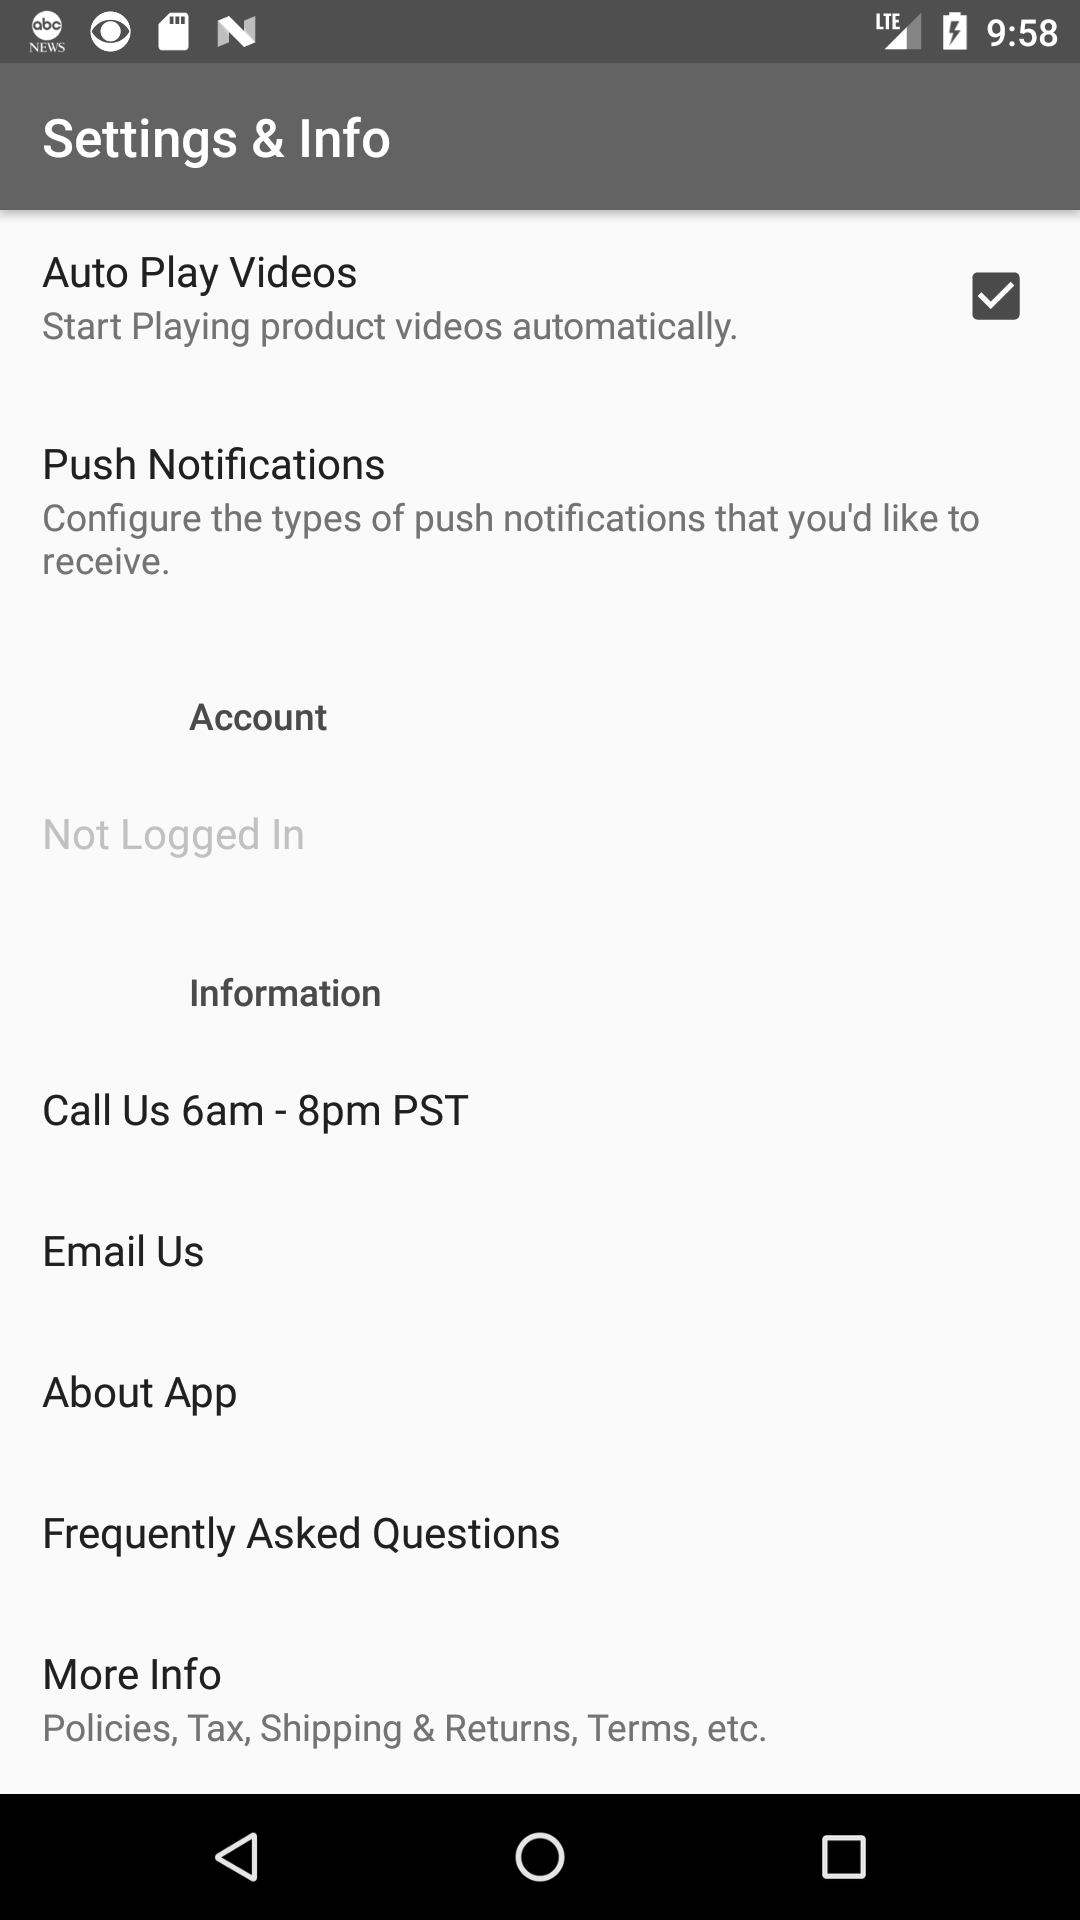 abc
NEWS
LTE
9:58
Settings & Info
Auto Play Videos
Start Playing product videos automatically.
Push Notifications
Configure the types of push notifications that you'd like to
receive.
Account
Not Logged In
Information
Call Us 6am - 8pm PST
Email Us
About App
Frequently Asked Questions
More Info
Policies, Tax, Shipping & Returns, Terms, etc.